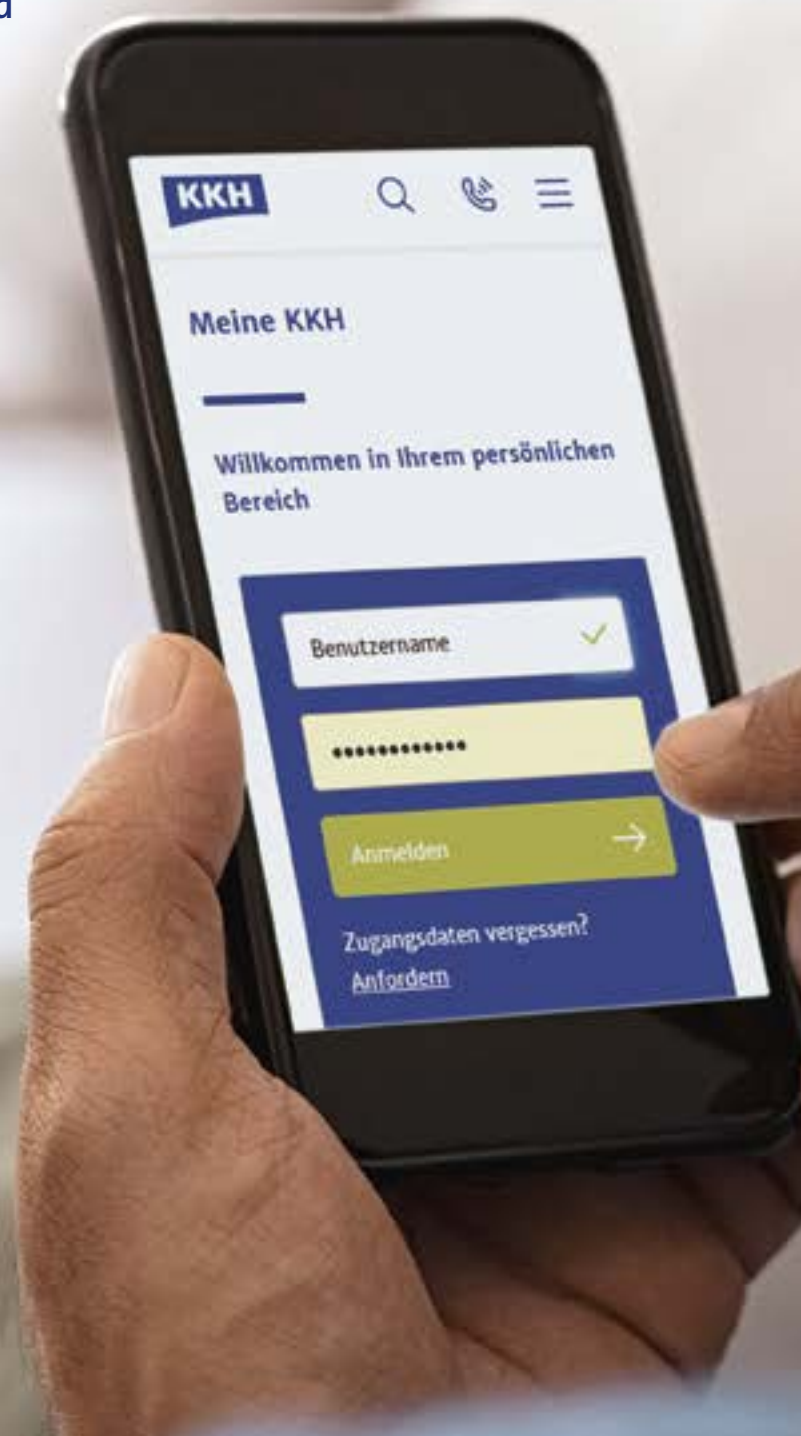 KKH
Meine KKH
Willkommen in Ihrem persönlichen
Bereich
Benutzername
••••••••••••
Anmelden
Zugangsdaten vergessen?
Anfordern